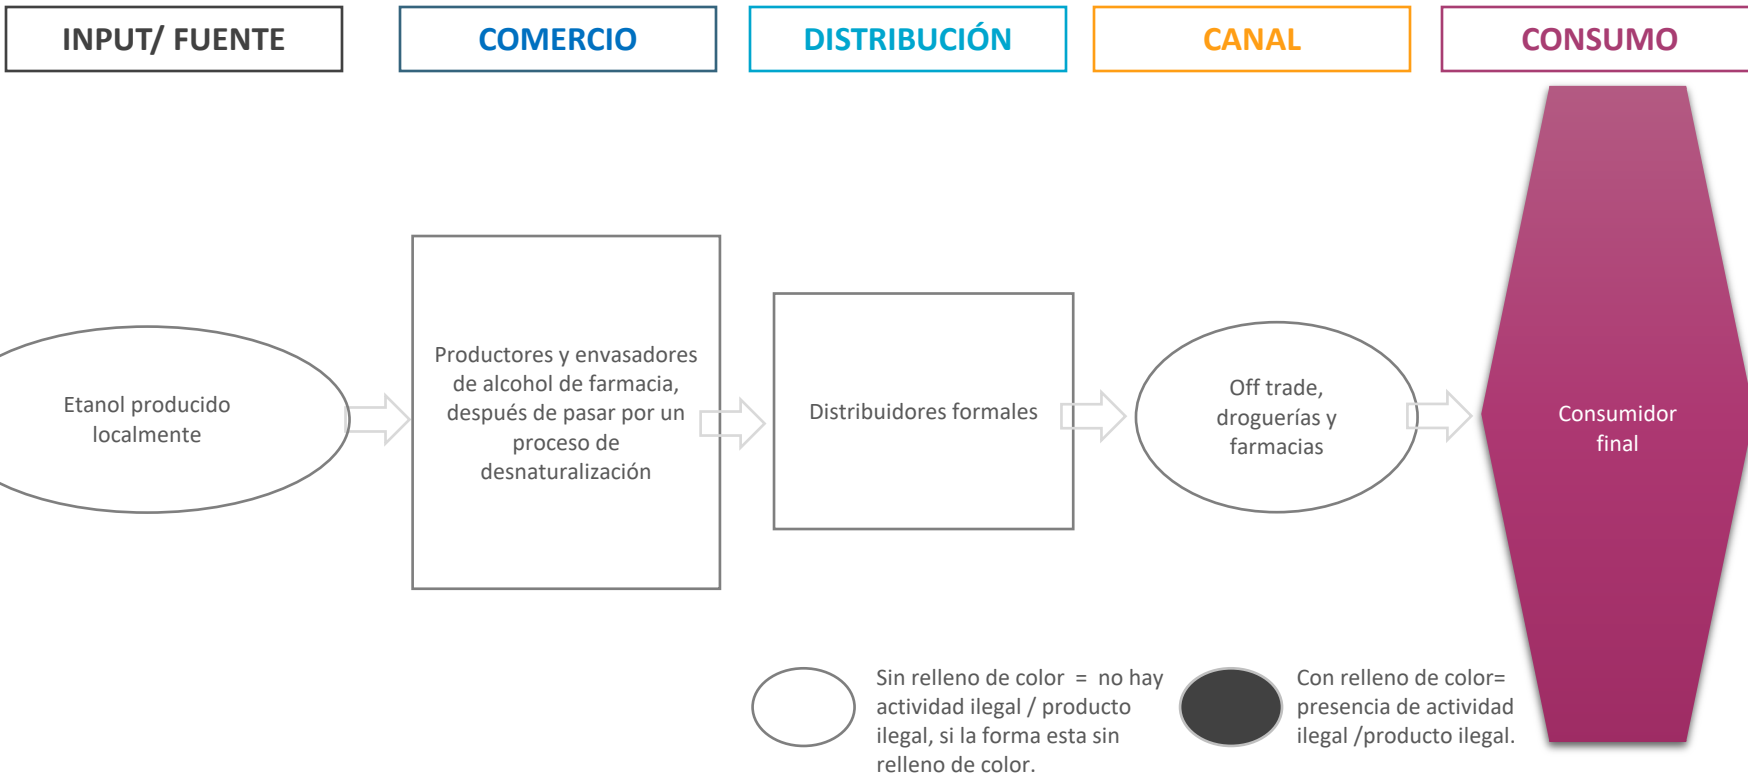 INPUT/ FUENTE
COMERCIO
DISTRIBUCIÓN
CANAL
CONSUMO
Etanol producido
localmente
Productores y envasadores
de alcohol de farmacia,
después de pasar por un
proceso de
desnaturalización
Distribuidores formales
Off trade,
droguerías y
farmacias
Consumidor
final
Sin relleno de color = no hay
actividad ilegal / producto
ilegal, si la forma esta sin
relleno de color.
Con relleno de color=
presencia de actividad
ilegal /producto ilegal.